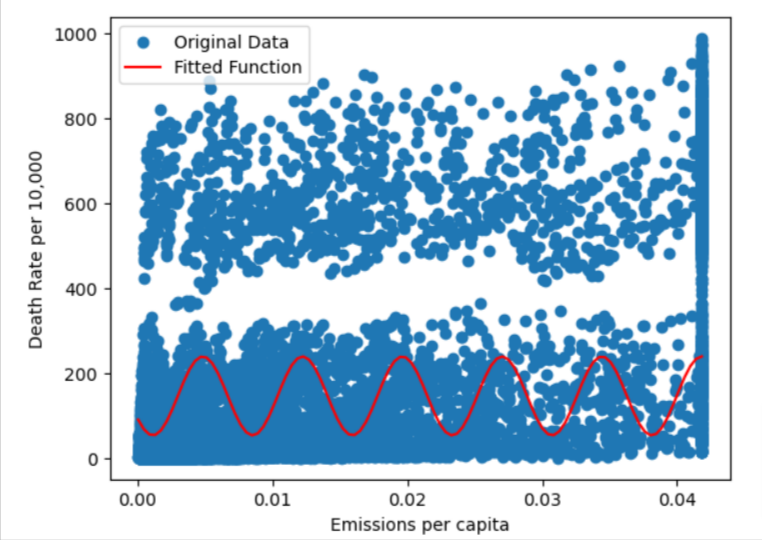 Original Data
Fitted Function
1000
800
600
400
200
0
Death Rate per 10,000
0.00 0.01 0.02 0.03 0.04
Emissions per capita